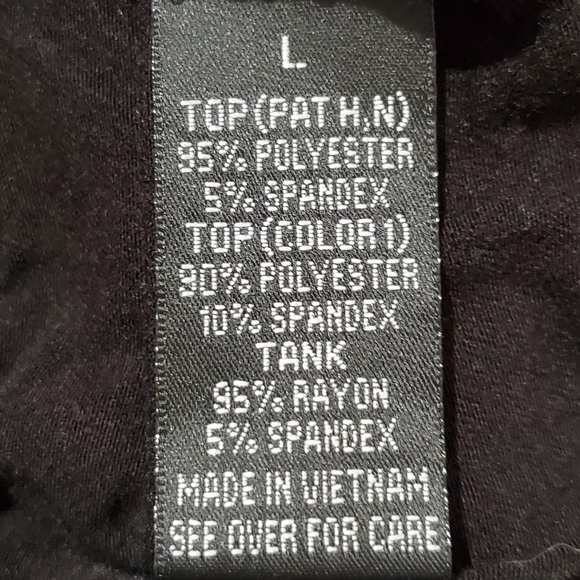 L
TOP (PAT H,N)
95% POLYESTER
5% SPANDEX
TOP (COLOR 1)
90% POLYESTER
10% SPANDEX
TANK
95% RAYON
5% SPANDEX
MADE IN VIETNAM
SEE OVER FOR CARE